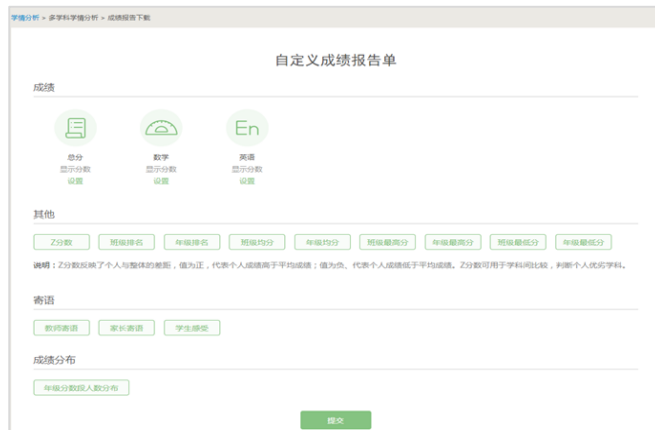 学情分析 » 多学科学情分析 » 成绩报告下载
自定义成绩报告单
成绩
En
总分 数学 英语
显示分数 显示分数 显示分数
设置 设置 设置
其他
Z分数 班级排名 年级排名 班级均分 年级均分 班级最高分 年级最高分 班级最低分 年级最低分
说明：Z分数反映了个人与整体的差距，值为正，代表个人成绩高于平均成绩；值为负，代表个人成绩低于平均成绩。Z分数可用于学科间比较，判断个人优劣学科。
寄语
教师寄语 家长寄语 学生感受
成绩分布
年级分数段人数分布
提交